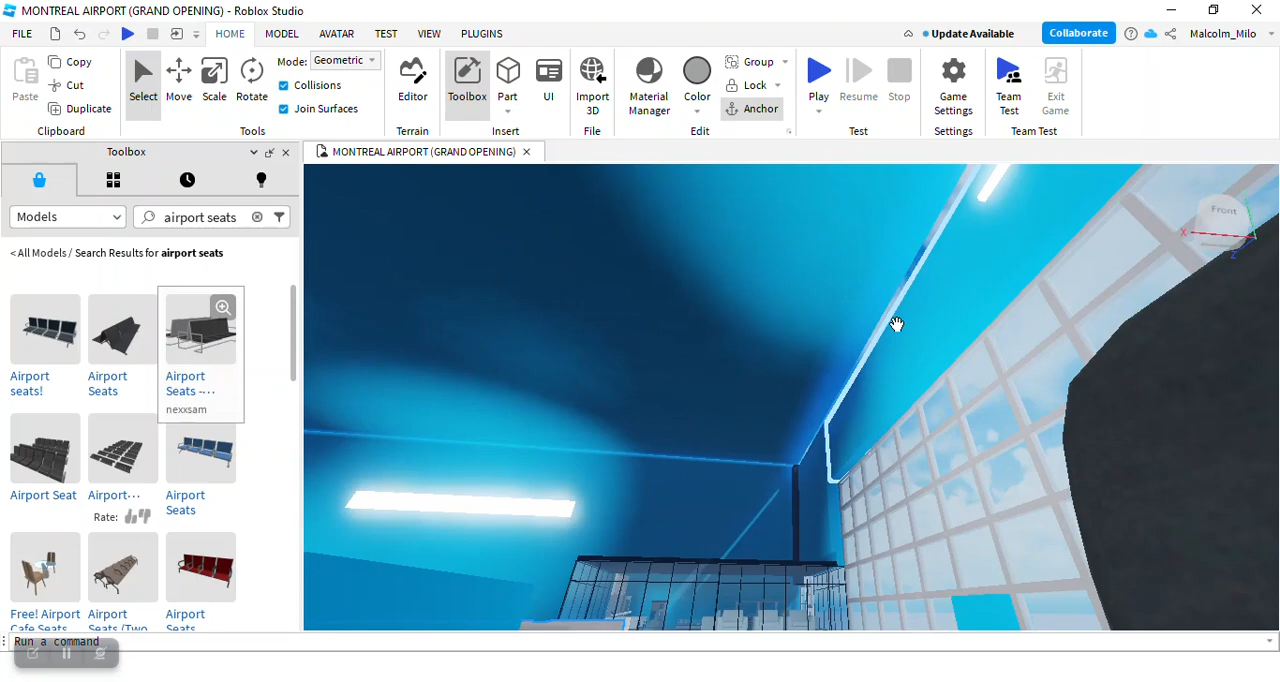 MONTREAL AIRPORT (GRAND OPENING) - Roblox Studio
FILE HOME MODEL AVATAR TEST VIEW PLUGINS Update Available Collaborate Malcolm_Milo
Paste Copy Cut Duplicate
Clipboard
Select Move Scale Rotate Mode: Geometric
Collisions
Join Surfaces
Tools
Editor
Terrain
Toolbox Part UI
Insert
Import 3D
File
Material Manager Color Group Lock Anchor
Edit
Play Resume Stop
Test
Game Settings
Settings
Team Test Exit Game
Team Test
Toolbox
MONTREAL AIRPORT (GRAND OPENING)
Models airport seats
< All Models / Search Results for airport seats
Airport seats!
Airport Seats
Airport Seats -...
nexxsam
Airport Seat
Airport...
Rate:
Airport Seats
Free! Airport Cafe Seats
Airport Seats (Two
Airport Seats
Run a command
Front
X
Z